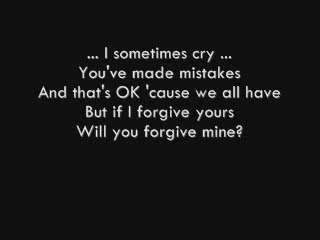 ... I sometimes cry ...
You've made mistakes
And that's OK 'cause we all have
But if I forgive yours
Will you forgive mine?